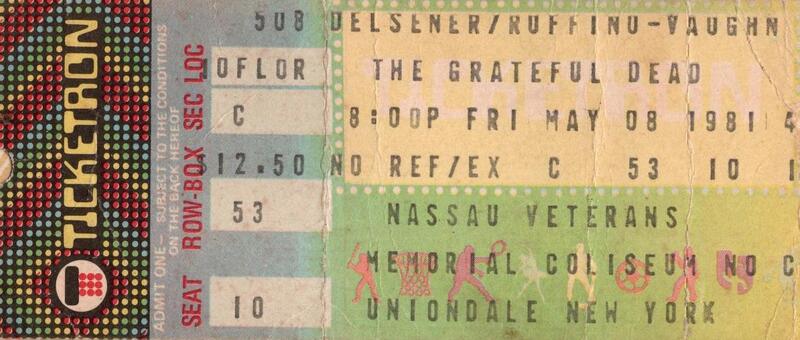 TICKETRON
ADMIT ONE– SUBJECT TO THE CONDITIONS
ON THE BACK HEREOF
SEAT ROW-BOX SEC LOC
508
10FLOR
C
$12.50
53
10
DELSENER/RUFFINO-VAUGHN
THE GRATEFUL DEAD
8:00P FRI MAY 08 1981 4
NO REF/EX C 53 10 1
NASSAU VETERANS
MEMORIAL COLISEUM NO C
UNIONDALE NEW YORK